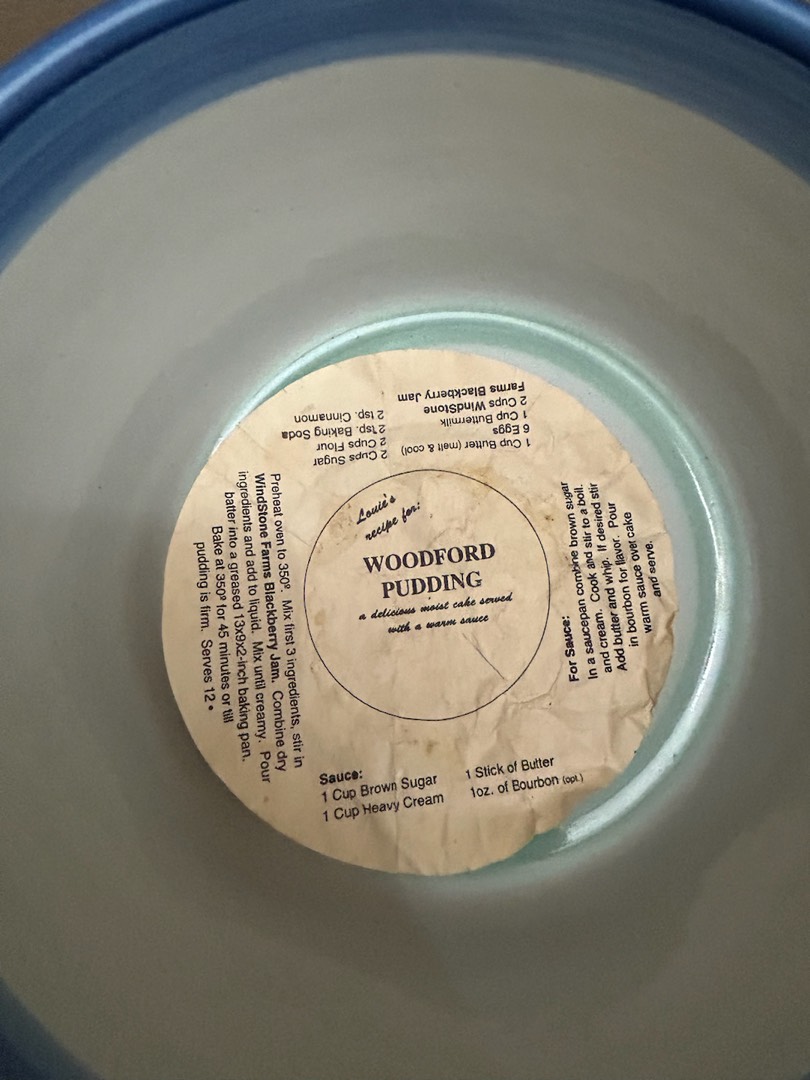 Louie's
recipe for:
WOODFORD
PUDDING
a delicious moist cake served
with a warm sauce
1 Cup Butter (melt & cool)
6 Eggs
1 Cup Buttermilk
2 Cups WindStone
Farms Blackberry Jam
2 Cups Sugar
2 Cups Flour
2 tsp. Baking Soda
2 tsp. Cinnamon
Preheat oven to 350º. Mix first 3 ingredients, stir in
WindStone Farms Blackberry Jam. Combine dry
ingredients and add to liquid. Mix until creamy. Pour
batter into a greased 13x9x2-inch baking pan.
Bake at 350º for 45 minutes or till
pudding is firm. Serves 12 •
Sauce:
1 Cup Brown Sugar
1 Cup Heavy Cream
1 Stick of Butter
1oz. of Bourbon (opt.)
For Sauce:
In a saucepan combine brown sugar
and cream. Cook and stir to a boil.
Add butter and whip. If desired stir
in bourbon for flavor. Pour
warm sauce over cake
and serve.